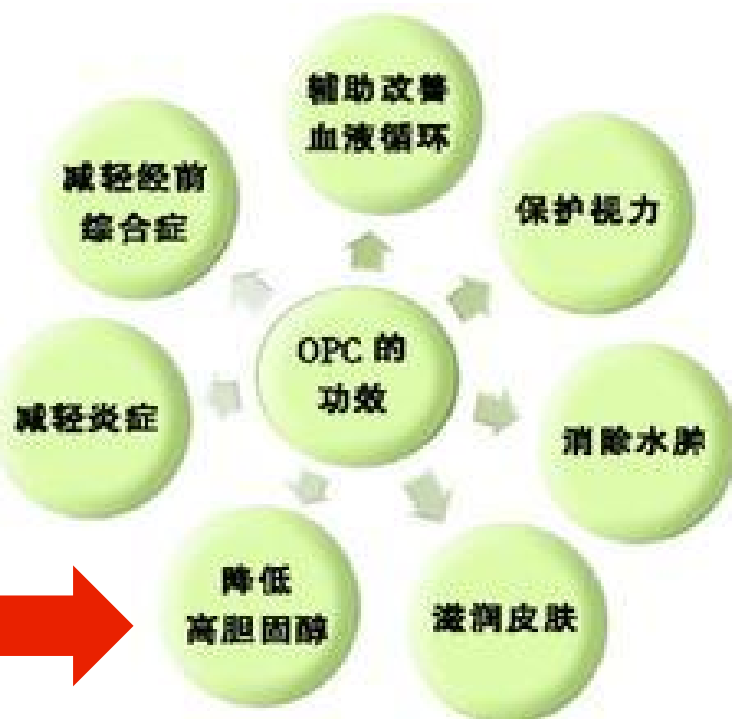 辅助改善
血液循环
减轻经前
综合症
保护视力
OPC 的
功效
减轻炎症
消除水肿
降低
高胆固醇
滋润皮肤